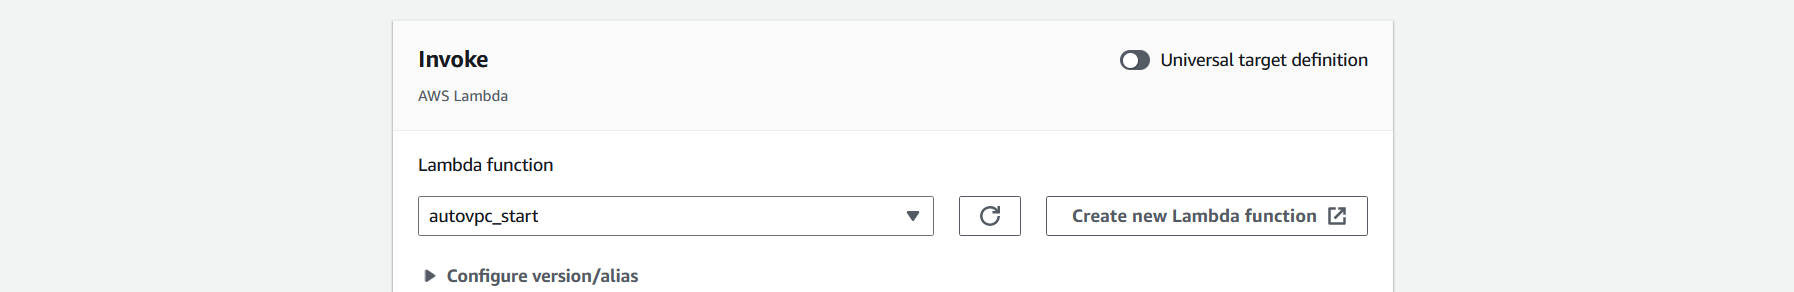 Invoke
Universal target definition
AWS Lambda
Lambda function
autovpc_start
Create new Lambda function
Configure version/alias